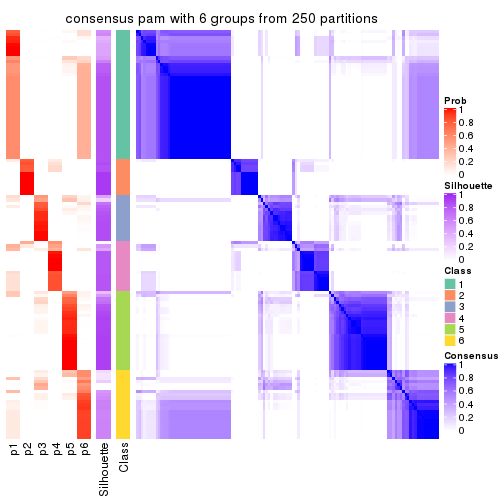 consensus pam with 6 groups from 250 partitions
Prob
1
0.8
0.6
0.4
0.2
0
Silhouette
1
0.8
0.6
0.4
0.2
0
Class
1
2
3
4
5
6
Consensus
1
0.8
0.6
0.4
0.2
0
p1
p2
p3
p4
p5
p6
Silhouette
Class